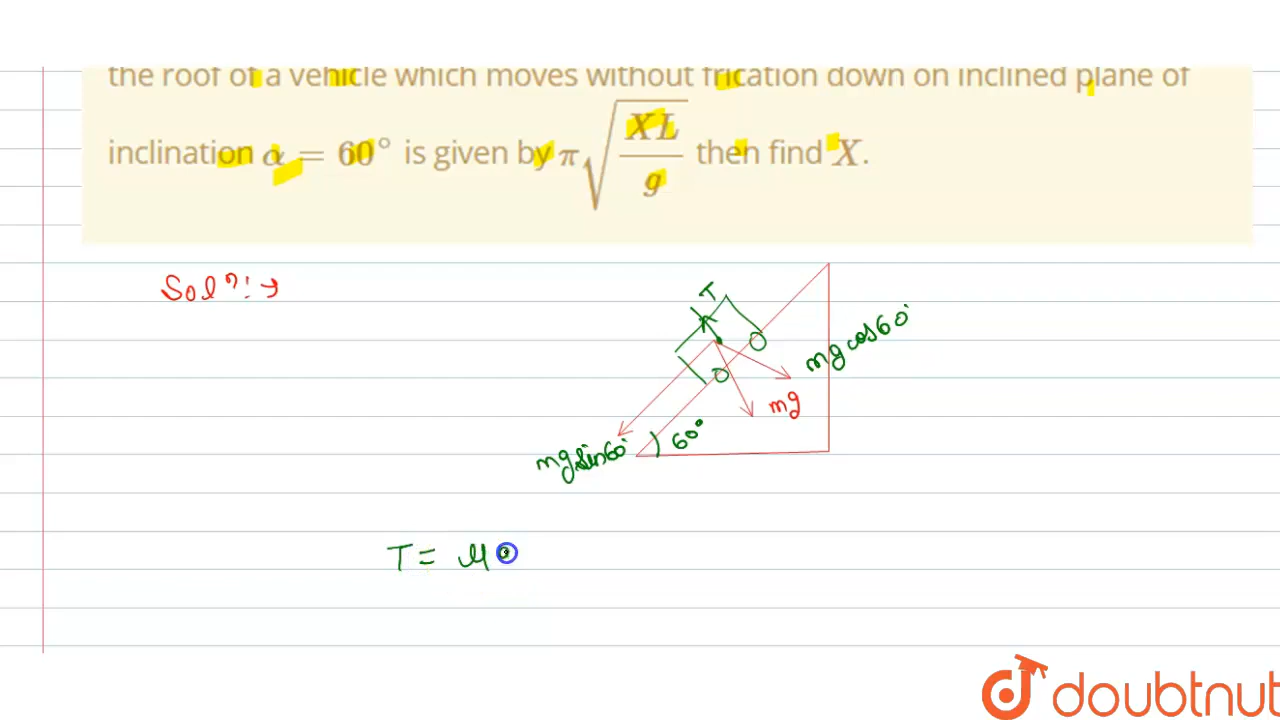 the roof of a vehicle which moves without frication down on inclined plane of
inclination α = 60° is given by π√(XL/g) then find X.
Solⁿ: →
T
mg cos60°
mg
60°
mg sin60°
T =
doubtnut